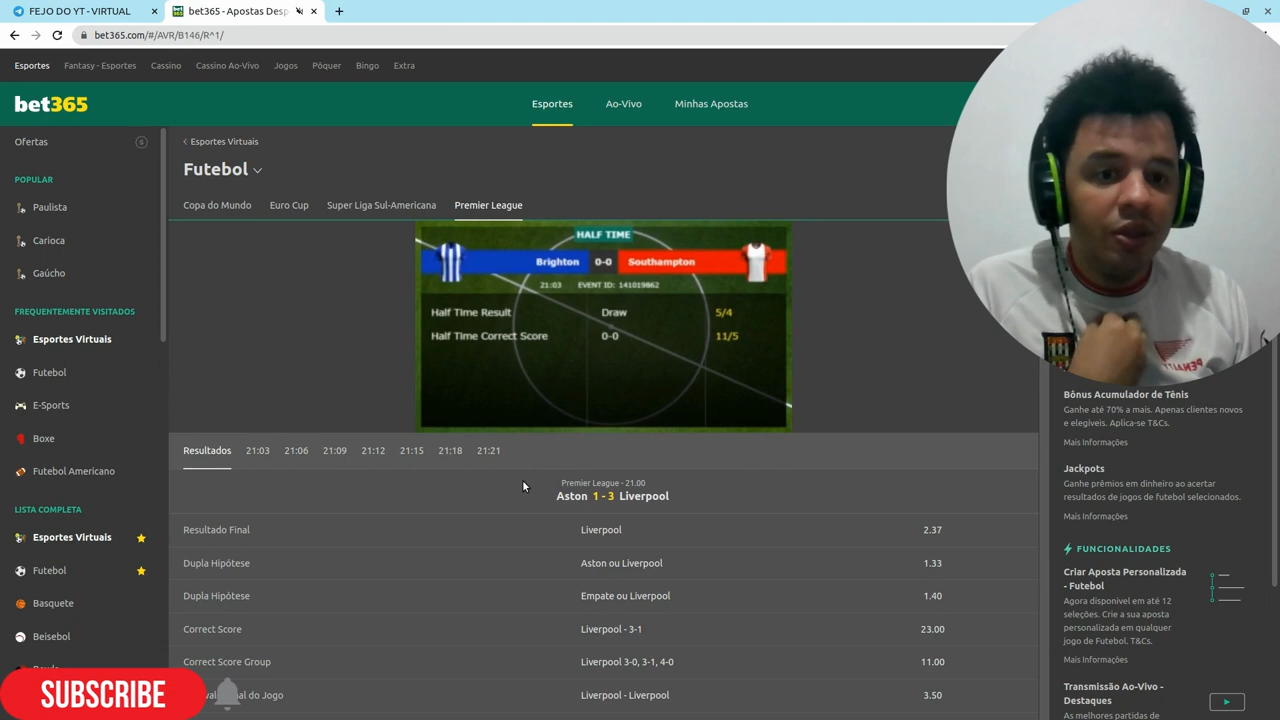 FEJO DO YT - VIRTUAL
bet365 - Apostas Desp
bet365.com/#/AVR/B146/R^1/
Esportes
Fantasy - Esportes
Cassino
Cassino Ao-Vivo
Jogos
Pôquer
Bingo
Extra
bet365
Esportes
Ao-Vivo
Minhas Apostas
Ofertas
6
POPULAR
Paulista
Carioca
Gaúcho
FREQUENTEMENTE VISITADOS
Esportes Virtuais
Futebol
E-Sports
Boxe
Futebol Americano
LISTA COMPLETA
Esportes Virtuais
Futebol
Basquete
Beisebol
Esportes Virtuais
Futebol
Copa do Mundo
Euro Cup
Super Liga Sul-Americana
Premier League
HALF TIME
Brighton 0-0 Southampton
21:03 EVENT ID: 141019862
Half Time Result Draw 5/4
Half Time Correct Score 0-0 11/5
Resultados 21:03 21:06 21:09 21:12 21:15 21:18 21:21
Premier League - 21.00
Aston 1 - 3 Liverpool
Resultado Final Liverpool 2.37
Dupla Hipótese Aston ou Liverpool 1.33
Dupla Hipótese Empate ou Liverpool 1.40
Correct Score Liverpool - 3-1 23.00
Correct Score Group Liverpool 3-0, 3-1, 4-0 11.00
al do Jogo Liverpool - Liverpool 3.50
PENALTY
Bônus Acumulador de Tênis
Ganhe até 70% a mais. Apenas clientes novos
e elegíveis. Aplica-se T&Cs.
Mais Informações
Jackpots
Ganhe prêmios em dinheiro ao acertar
resultados de jogos de futebol selecionados.
Mais Informações
FUNCIONALIDADES
Criar Aposta Personalizada
- Futebol
Agora disponível em até 12
seleções. Crie a sua aposta
personalizada em qualquer
jogo de Futebol. T&Cs.
Mais Informações
Transmissão Ao-Vivo -
Destaques
As melhores partidas de
SUBSCRIBE